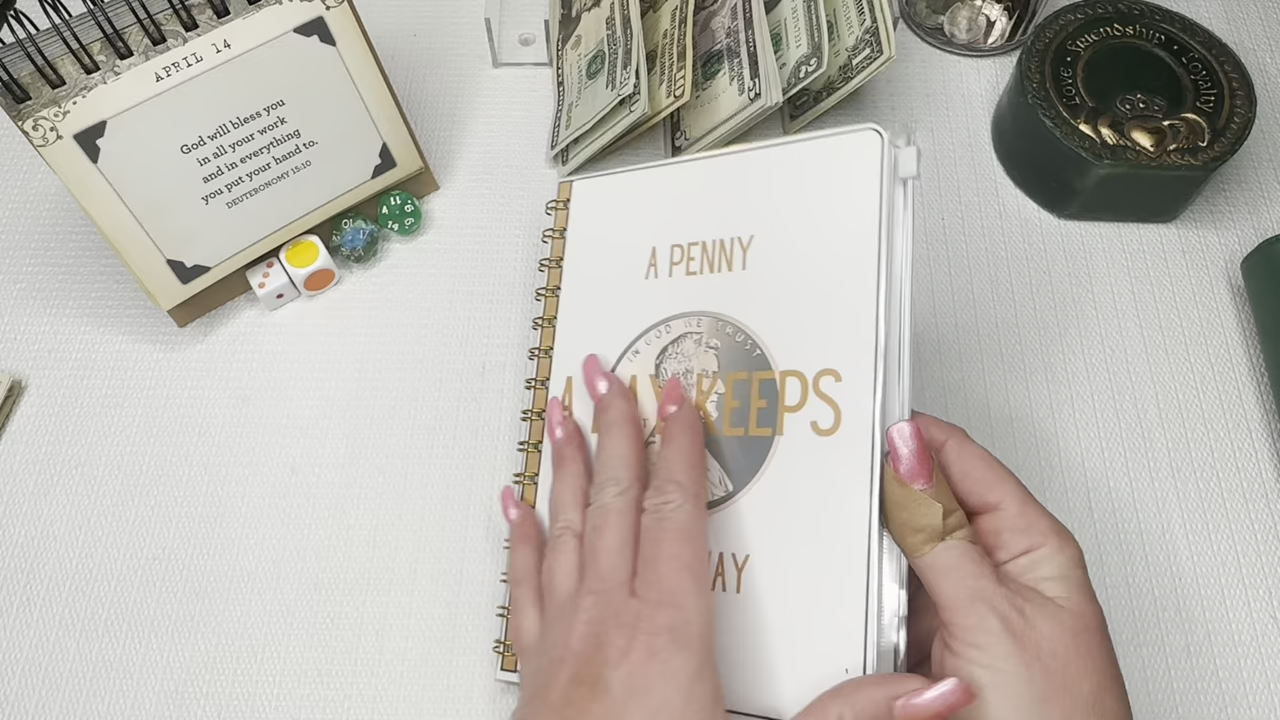 APRIL 14
God will bless you
in all your work
and in everything
you put your hand to.
DEUTERONOMY 15:10
LOVE · FRIENDSHIP · LOYALTY
A PENNY
IN GOD WE TRUST
KEEPS